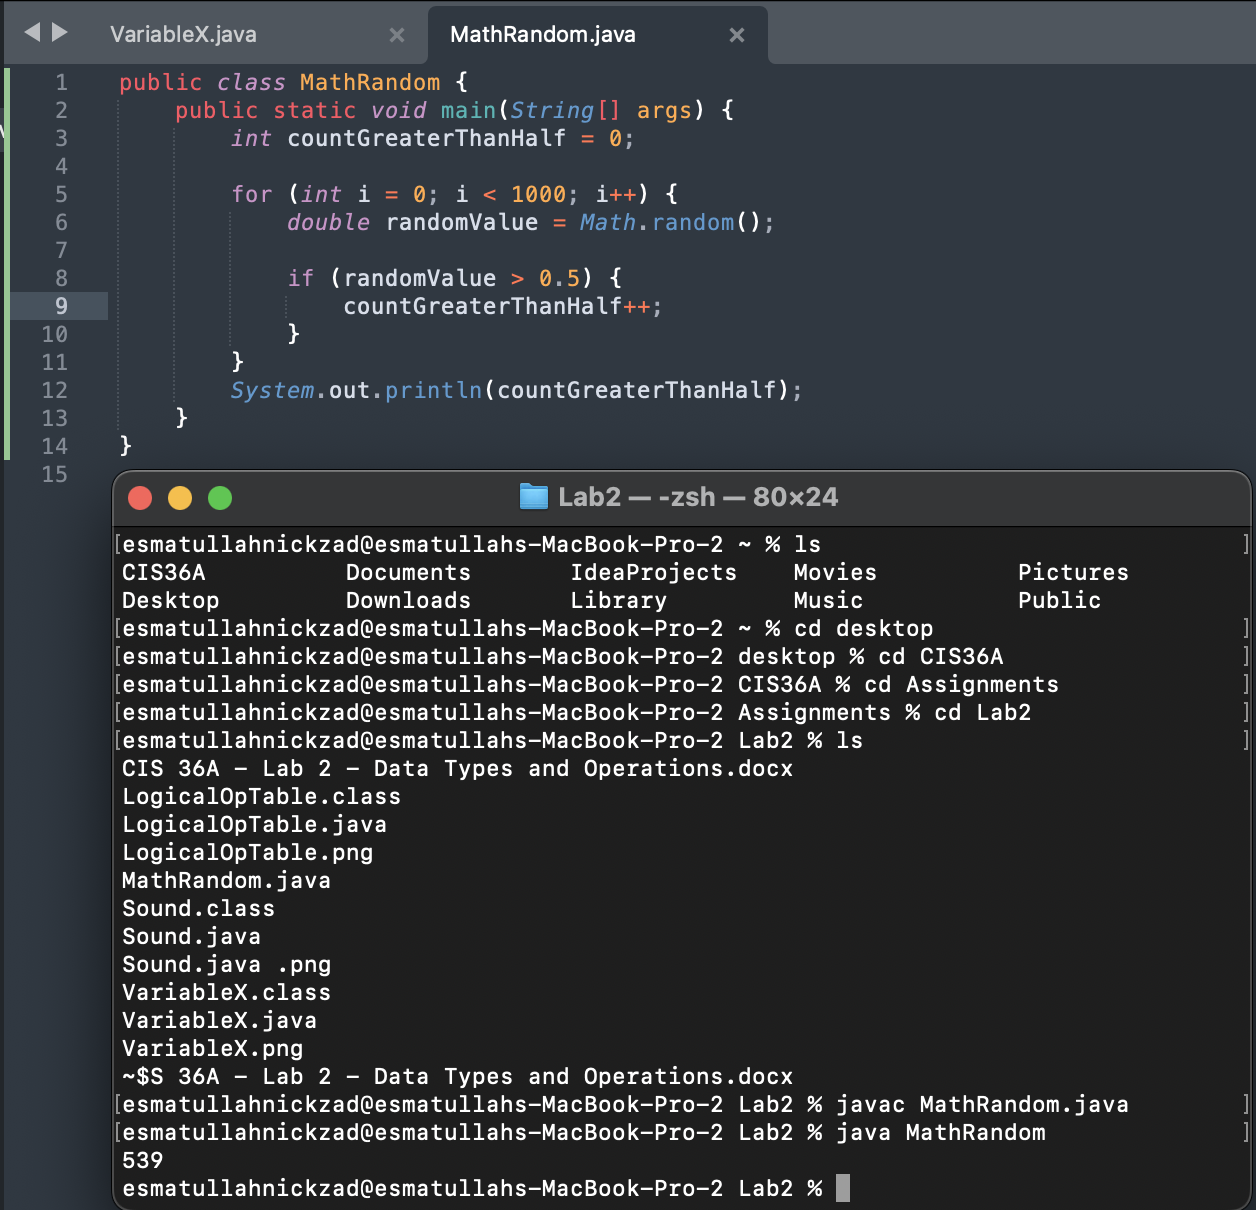 VariableX.java × MathRandom.java ×
1 public class MathRandom {
2     public static void main(String[] args) {
3         int countGreaterThanHalf = 0;
4
5         for (int i = 0; i < 1000; i++) {
6             double randomValue = Math.random();
7
8             if (randomValue > 0.5) {
9                 countGreaterThanHalf++;
10             }
11         }
12         System.out.println(countGreaterThanHalf);
13     }
14 }
15
Lab2 — -zsh — 80×24
[esmatullahnickzad@esmatullahs-MacBook-Pro-2 ~ % ls ]
CIS36A Documents IdeaProjects Movies Pictures
Desktop Downloads Library Music Public
[esmatullahnickzad@esmatullahs-MacBook-Pro-2 ~ % cd desktop ]
[esmatullahnickzad@esmatullahs-MacBook-Pro-2 desktop % cd CIS36A ]
[esmatullahnickzad@esmatullahs-MacBook-Pro-2 CIS36A % cd Assignments ]
[esmatullahnickzad@esmatullahs-MacBook-Pro-2 Assignments % cd Lab2 ]
[esmatullahnickzad@esmatullahs-MacBook-Pro-2 Lab2 % ls ]
CIS 36A - Lab 2 - Data Types and Operations.docx
LogicalOpTable.class
LogicalOpTable.java
LogicalOpTable.png
MathRandom.java
Sound.class
Sound.java
Sound.java .png
VariableX.class
VariableX.java
VariableX.png
~$S 36A - Lab 2 - Data Types and Operations.docx
[esmatullahnickzad@esmatullahs-MacBook-Pro-2 Lab2 % javac MathRandom.java ]
[esmatullahnickzad@esmatullahs-MacBook-Pro-2 Lab2 % java MathRandom ]
539
esmatullahnickzad@esmatullahs-MacBook-Pro-2 Lab2 %